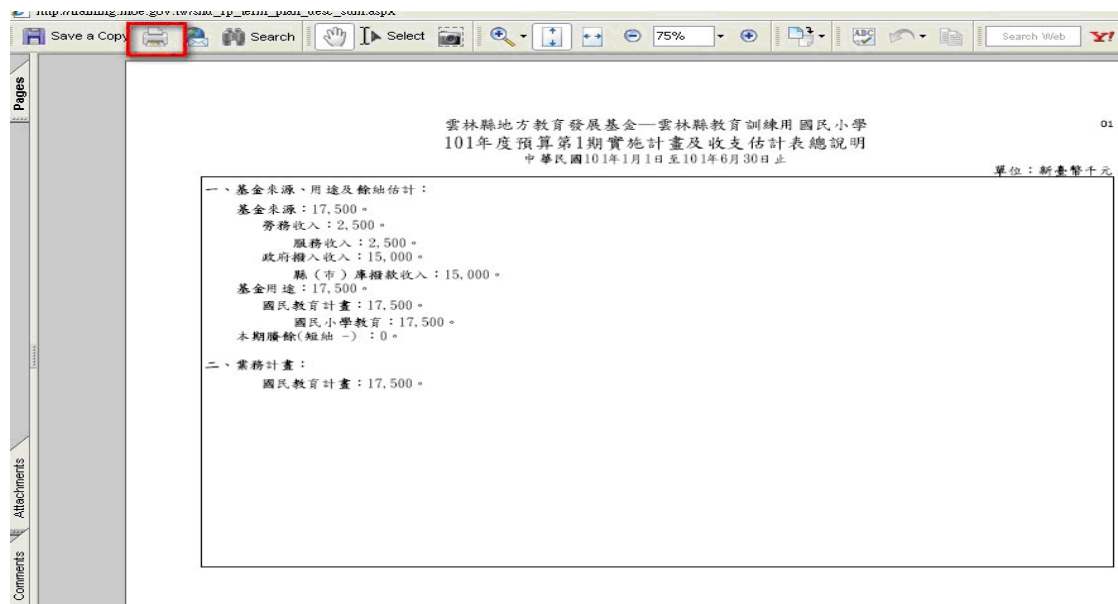 http://training.moe.gov.tw/snd_rp_term_plan_desc_sum.aspx
Save a Copy Search Select 75% Search Web Y!
Pages
雲林縣地方教育發展基金—雲林縣教育訓練用國民小學 01
101年度預算第1期實施計畫及收支估計表總說明
中華民國101年1月1日至101年6月30日止
單位：新臺幣千元
一、基金來源、用途及餘絀估計：
基金來源：17,500。
勞務收入：2,500。
服務收入：2,500。
政府撥入收入：15,000。
縣（市）庫撥款收入：15,000。
基金用途：17,500。
國民教育計畫：17,500。
國民小學教育：17,500。
本期賸餘(短絀 -) ：0。
二、業務計畫：
國民教育計畫：17,500。
Attachments
Comments